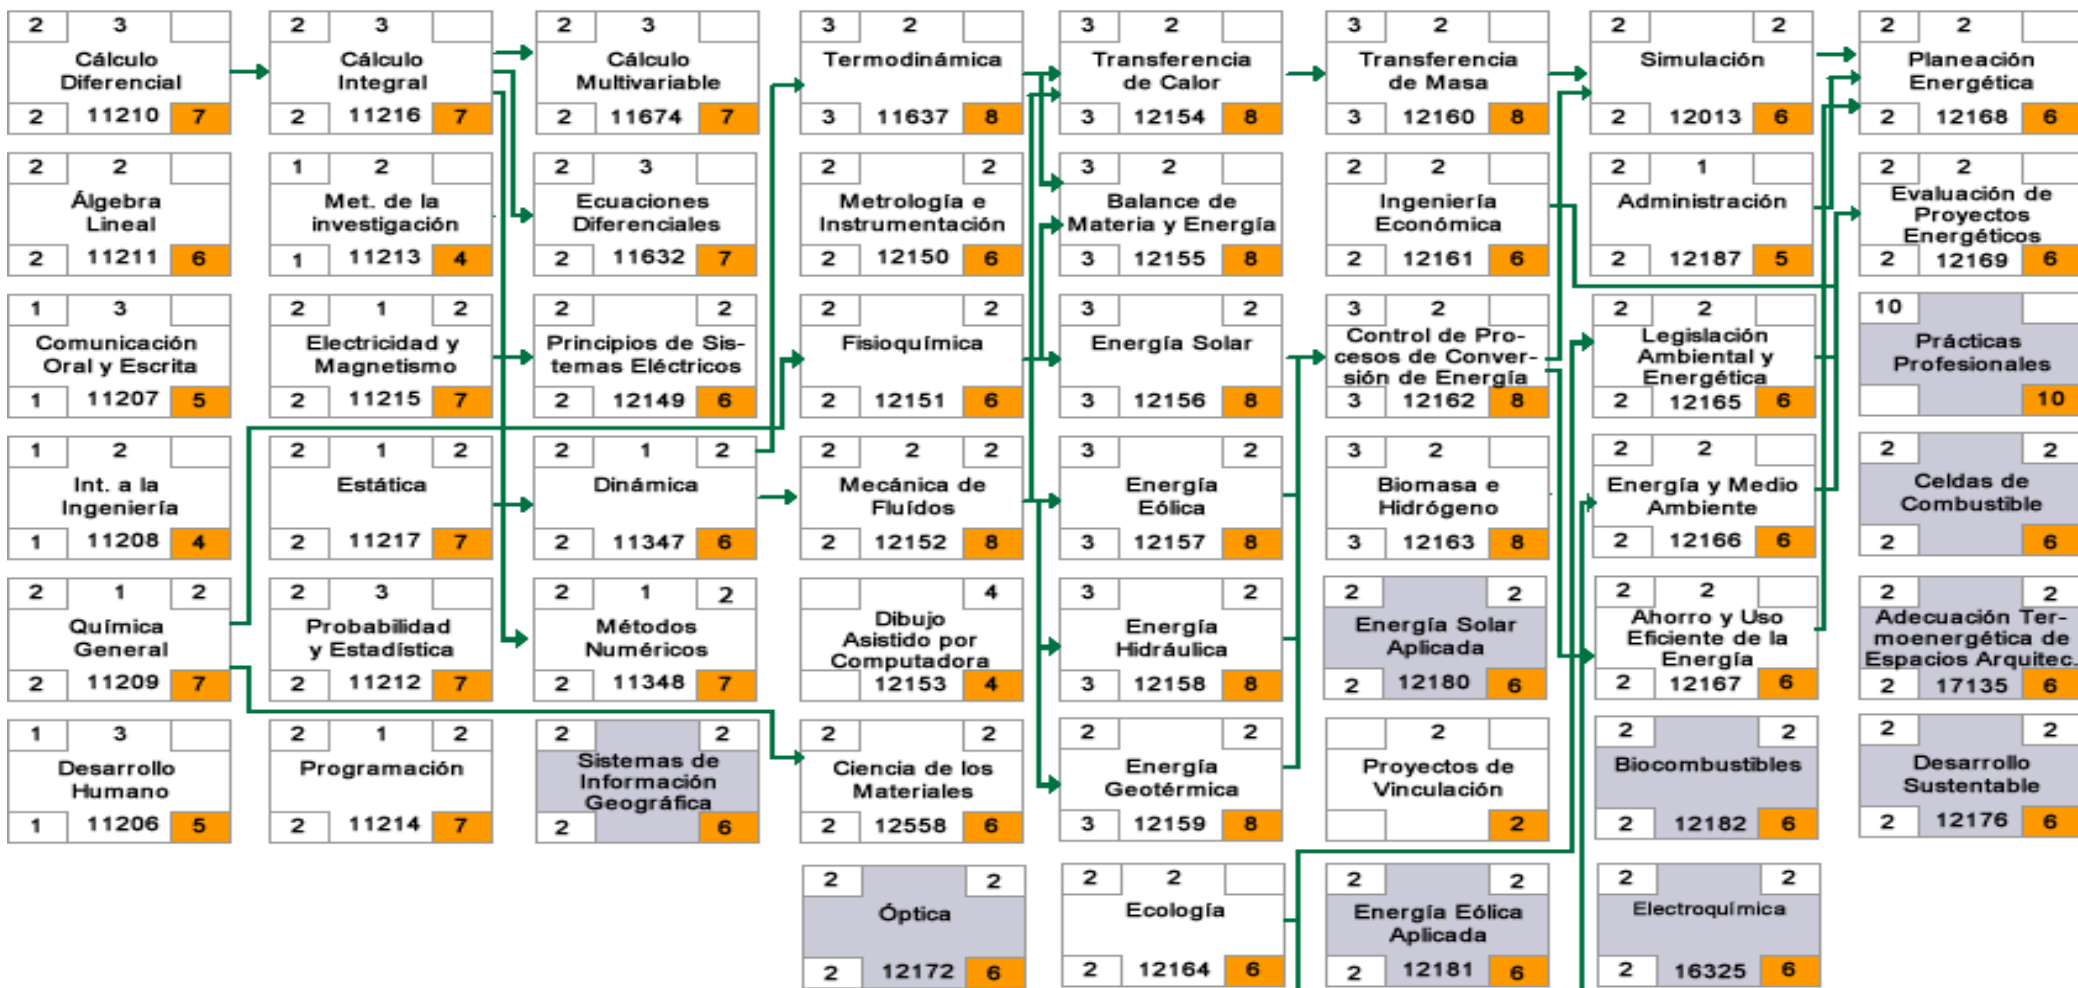 2 3
Cálculo
Diferencial
2 11210 7
2 3
Cálculo
Integral
2 11216 7
2 3
Cálculo
Multivariable
2 11674 7
3 2
Termodinámica
3 11637 8
3 2
Transferencia
de Calor
3 12154 8
3 2
Transferencia
de Masa
3 12160 8
2 2
Simulación
2 12013 6
2 2
Planeación
Energética
2 12168 6
2 2
Álgebra
Lineal
2 11211 6
1 2
Met. de la
investigación
1 11213 4
2 3
Ecuaciones
Diferenciales
2 11632 7
2 2
Metrología e
Instrumentación
2 12150 6
3 2
Balance de
Materia y Energía
3 12155 8
2 2
Ingeniería
Económica
2 12161 6
2 1
Administración
2 12187 5
2 2
Evaluación de
Proyectos
Energéticos
2 12169 6
1 3
Comunicación
Oral y Escrita
1 11207 5
2 1 2
Electricidad y
Magnetismo
2 11215 7
2 2
Principios de Sis-
temas Eléctricos
2 12149 6
2 2
Fisioquímica
2 12151 6
3 2
Energía Solar
3 12156 8
3 2
Control de Pro-
cesos de Conver-
sión de Energía
3 12162 8
2 2
Legislación
Ambiental y
Energética
2 12165 6
10
Prácticas
Profesionales
10
1 2
Int. a la
Ingeniería
1 11208 4
2 1 2
Estática
2 11217 7
2 1 2
Dinámica
2 11347 6
2 2 2
Mecánica de
Fluídos
2 12152 8
3 2
Energía
Eólica
3 12157 8
3 2
Biomasa e
Hidrógeno
3 12163 8
2 2
Energía y Medio
Ambiente
2 12166 6
2 2
Celdas de
Combustible
2 6
2 1 2
Química
General
2 11209 7
2 3
Probabilidad
y Estadística
2 11212 7
2 1 2
Métodos
Numéricos
2 11348 7
4
Dibujo
Asistido por
Computadora
12153 4
3 2
Energía
Hidráulica
3 12158 8
2 2
Energía Solar
Aplicada
2 12180 6
2 2
Ahorro y Uso
Eficiente de la
Energía
2 12167 6
2 2
Adecuación Ter-
moenergética de
Espacios Arquitec.
2 17135 6
1 3
Desarrollo
Humano
1 11206 5
2 1 2
Programación
2 11214 7
2 2
Sistemas de
Información
Geográfica
2 6
2 2
Ciencia de los
Materiales
2 12558 6
2 2
Energía
Geotérmica
3 12159 8
2
Proyectos de
Vinculación
2
2 2
Biocombustibles
2 12182 6
2 2
Desarrollo
Sustentable
2 12176 6
2 2
Óptica
2 12172 6
2 2
Ecología
2 12164 6
2 2
Energía Eólica
Aplicada
2 12181 6
2 2
Electroquímica
2 16325 6